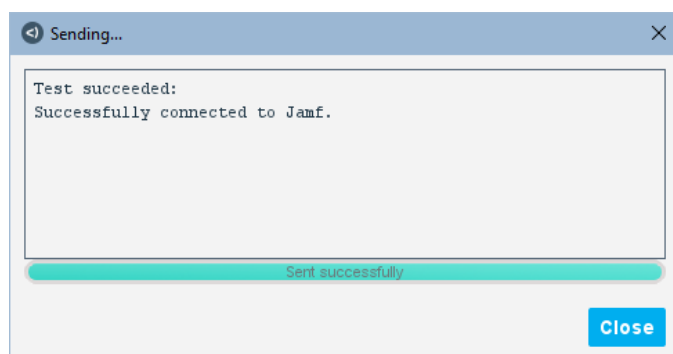 Sending...
Test succeeded:
Successfully connected to Jamf.
Sent successfully
Close